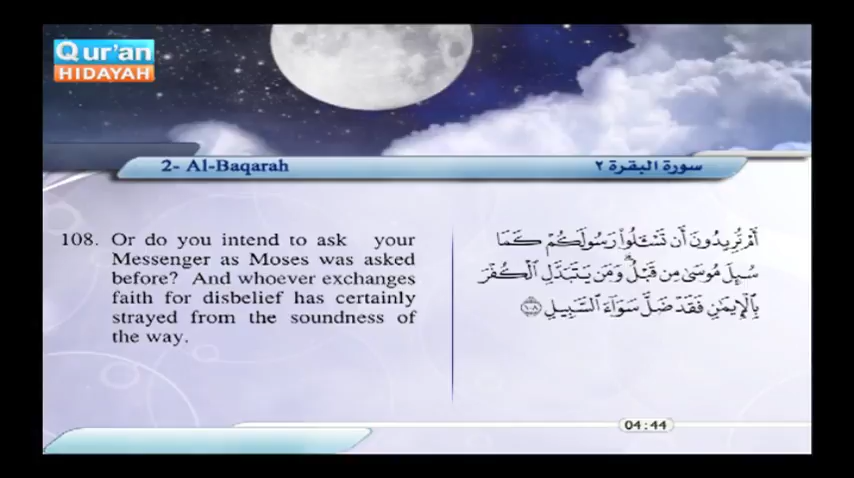 Qur'an
HIDAYAH
2- Al-Baqarah
سورة البقرة ٢
108. Or do you intend to ask your
Messenger as Moses was asked
before? And whoever exchanges
faith for disbelief has certainly
strayed from the soundness of
the way.
أَمْ تُرِيدُونَ أَن تَسْـَٔلُوا۟ رَسُولَكُمْ كَمَا
سُئِلَ مُوسَىٰ مِن قَبْلُ ۗ وَمَن يَتَبَدَّلِ ٱلْكُفْرَ
بِٱلْإِيمَـٰنِ فَقَدْ ضَلَّ سَوَآءَ ٱلسَّبِيلِ ١٠٨
04:44